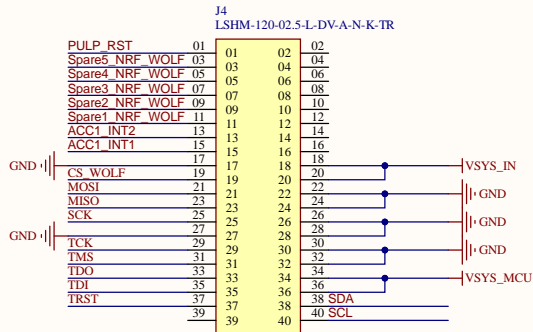 J4
LSHM-120-02.5-L-DV-A-N-K-TR
PULP_RST 01 01 02 02
Spare5_NRF_WOLF 03 03 04 04
Spare4_NRF_WOLF 05 05 06 06
Spare3_NRF_WOLF 07 07 08 08
Spare2_NRF_WOLF 09 09 10 10
Spare1_NRF_WOLF 11 11 12 12
ACC1_INT2 13 13 14 14
ACC1_INT1 15 15 16 16
GND 17 17 18 18 VSYS_IN
CS_WOLF 19 19 20 20
MOSI 21 21 22 22 GND
MISO 23 23 24 24
SCK 25 25 26 26 GND
GND 27 27 28 28
TCK 29 29 30 30 GND
TMS 31 31 32 32
TDO 33 33 34 34 VSYS_MCU
TDI 35 35 36 36
TRST 37 37 38 38 SDA
39 39 40 40 SCL